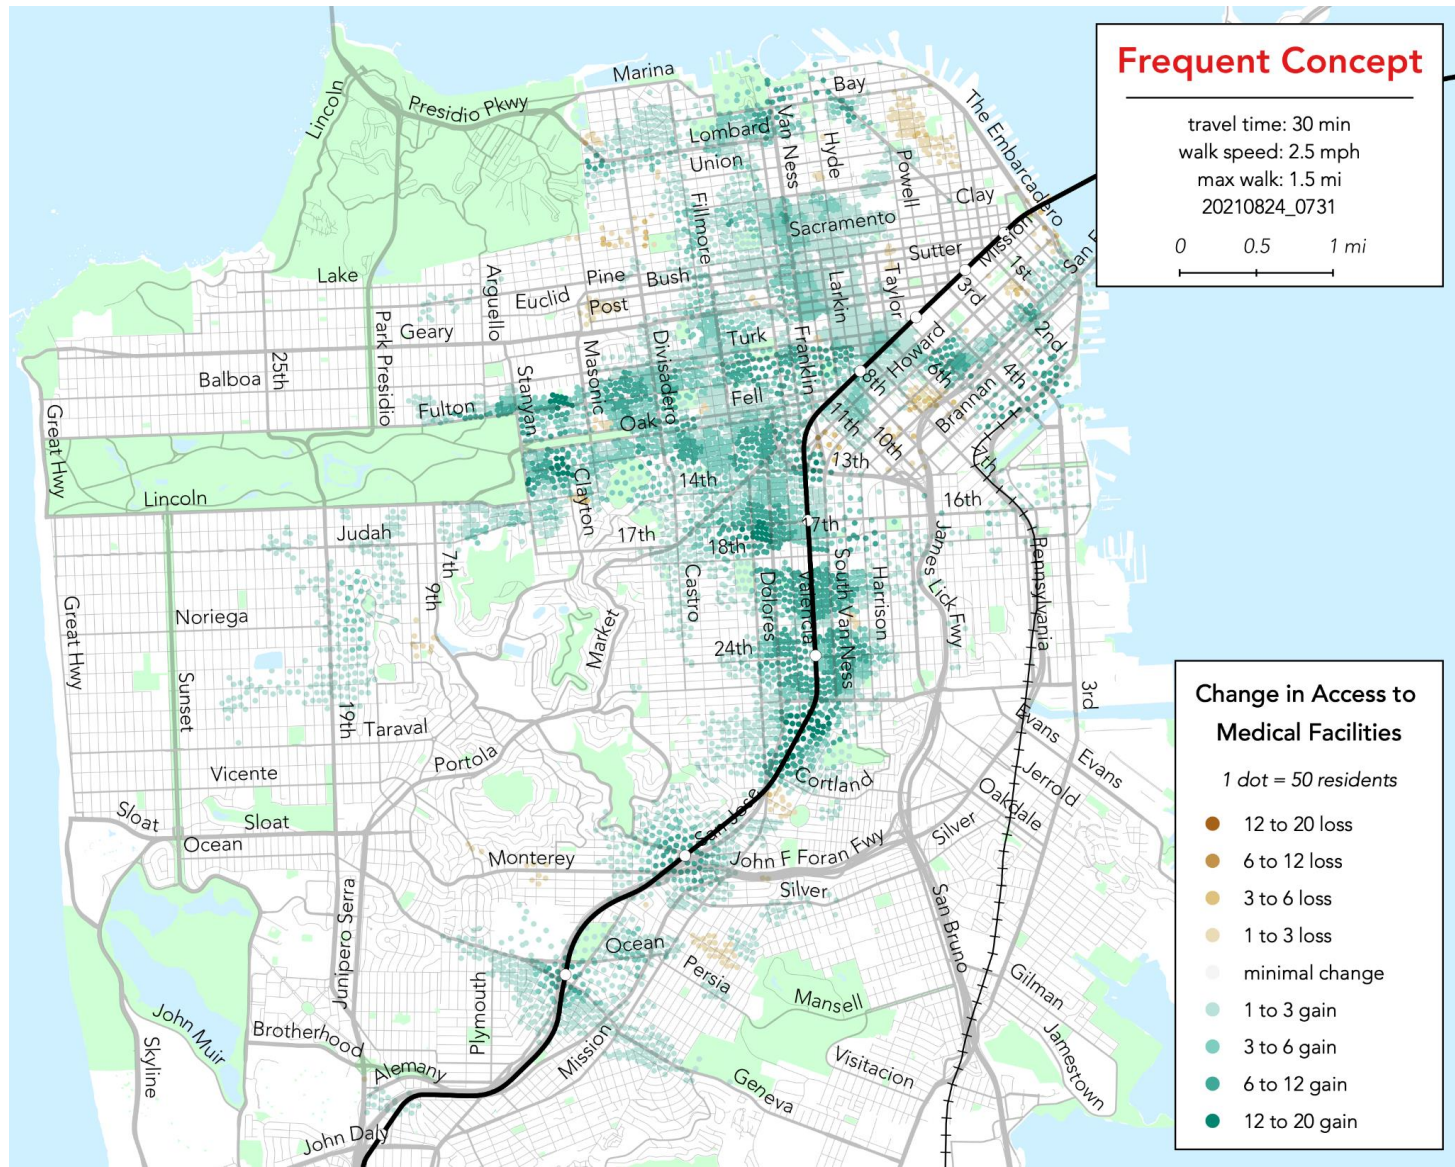 Frequent Concept
travel time: 30 min
walk speed: 2.5 mph
max walk: 1.5 mi
20210824_0731
0 0.5 1 mi
Marina
Bay
Lincoln
Presidio Pkwy
The Embarcadero
Lombard
Van Ness
Hyde
Union
Powell
Clay
Fillmore
Sacramento
Mission
Sutter
San F
Lake
Arguello
Pine
Bush
Larkin
Taylor
1st
3rd
Euclid
Post
Geary
Park Presidio
Divisadero
Turk
Franklin
Howard
2nd
25th
Balboa
Masonic
Stanyan
8th
6th
4th
Fulton
Fell
Brannan
Great Hwy
Oak
11th
10th
13th
7th
14th
Clayton
Lincoln
16th
Judah
17th
17th
18th
7th
9th
Castro
Dolores
Valencia
South Van Ness
Harrison
James Lick Fwy
Pennsylvania
Great Hwy
Noriega
Market
24th
Sunset
19th
Taraval
3rd
Evans
Portola
Vicente
Cortland
Evans
Jerrold
Oakdale
Sloat
Sloat
San Jose
Silver
Ocean
Monterey
John F Foran Fwy
Silver
Junipero Serra
San Bruno
Ocean
Persia
Plymouth
Mansell
Gilman
John Muir
Brotherhood
Skyline
Mission
Jamestown
Visitacion
Alemany
Geneva
John Daly
Change in Access to
Medical Facilities
1 dot = 50 residents
12 to 20 loss
6 to 12 loss
3 to 6 loss
1 to 3 loss
minimal change
1 to 3 gain
3 to 6 gain
6 to 12 gain
12 to 20 gain